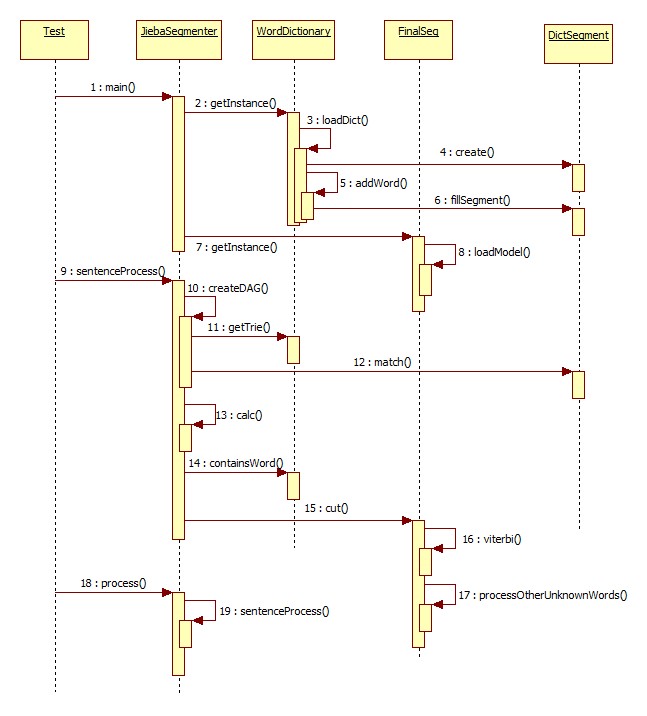 Test
JiebaSegmenter
WordDictionary
FinalSeg
DictSegment
1 : main()
2 : getInstance()
3 : loadDict()
4 : create()
5 : addWord()
6 : fillSegment()
7 : getInstance()
8 : loadModel()
9 : sentenceProcess()
10 : createDAG()
11 : getTrie()
12 : match()
13 : calc()
14 : containsWord()
15 : cut()
16 : viterbi()
17 : processOtherUnknownWords()
18 : process()
19 : sentenceProcess()